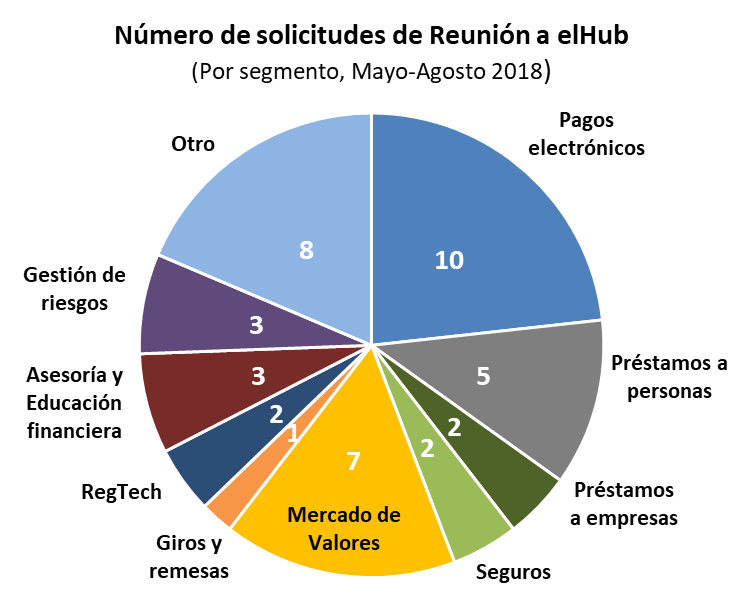 Número de solicitudes de Reunión a elHub
(Por segmento, Mayo-Agosto 2018)
Pagos
electrónicos
10
Préstamos a
personas
5
Préstamos
a empresas
2
Seguros
2
Mercado de
Valores
7
Giros y
remesas
1
RegTech
2
Asesoría y
Educación
financiera
3
Gestión de
riesgos
3
Otro
8